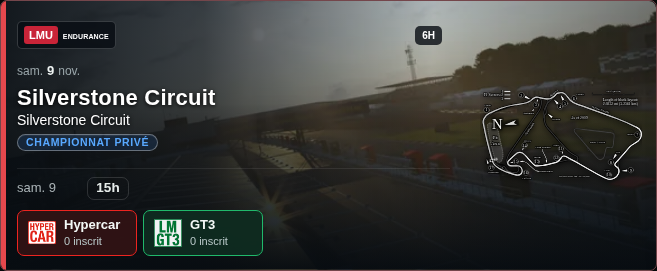 LMU ENDURANCE
6H
sam. 9 nov.
Silverstone Circuit
Silverstone Circuit
CHAMPIONNAT PRIVÉ
N
sam. 9 15h
HYPER CAR
Hypercar
0 inscrit
LM GT3
GT3
0 inscrit